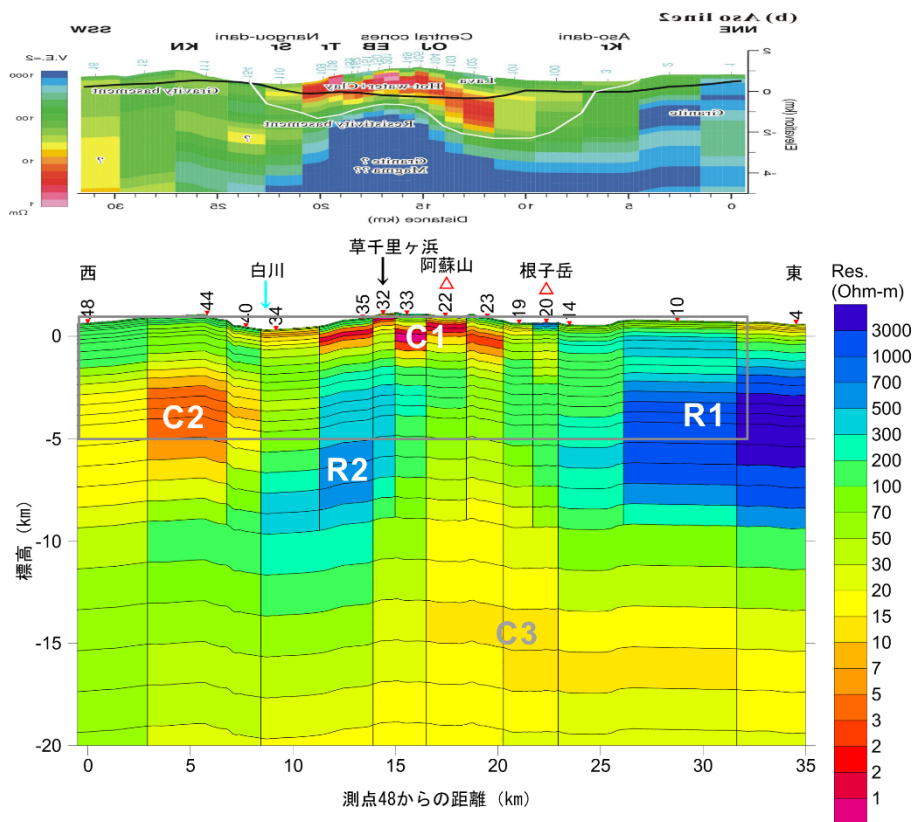 (b) Aso line2
SSW
NNE
KN
Nangou-dani
Sr
Tr
Central cones
EB
OJ
Aso-dani
Kr
V.E.=2
1000
100
10
1
Ωm
Gravity basement
Hot water-Clay
Lava
Resistivity basement
Granite
Granite ?
Magma ??
?
?
2
0
-2
-4
Elevation (km)
30
25
20
15
10
5
0
Distance (km)
草千里ヶ浜
西
白川
阿蘇山
根子岳
東
48
44
40
34
35
32
33
22
23
19
20
14
10
4
C1
C2
R1
R2
C3
0
-5
-10
-15
-20
標高 (km)
0
5
10
15
20
25
30
35
測点48からの距離 (km)
Res.
(Ohm-m)
3000
1000
700
500
300
200
100
70
50
30
20
15
10
7
5
3
2
2
1